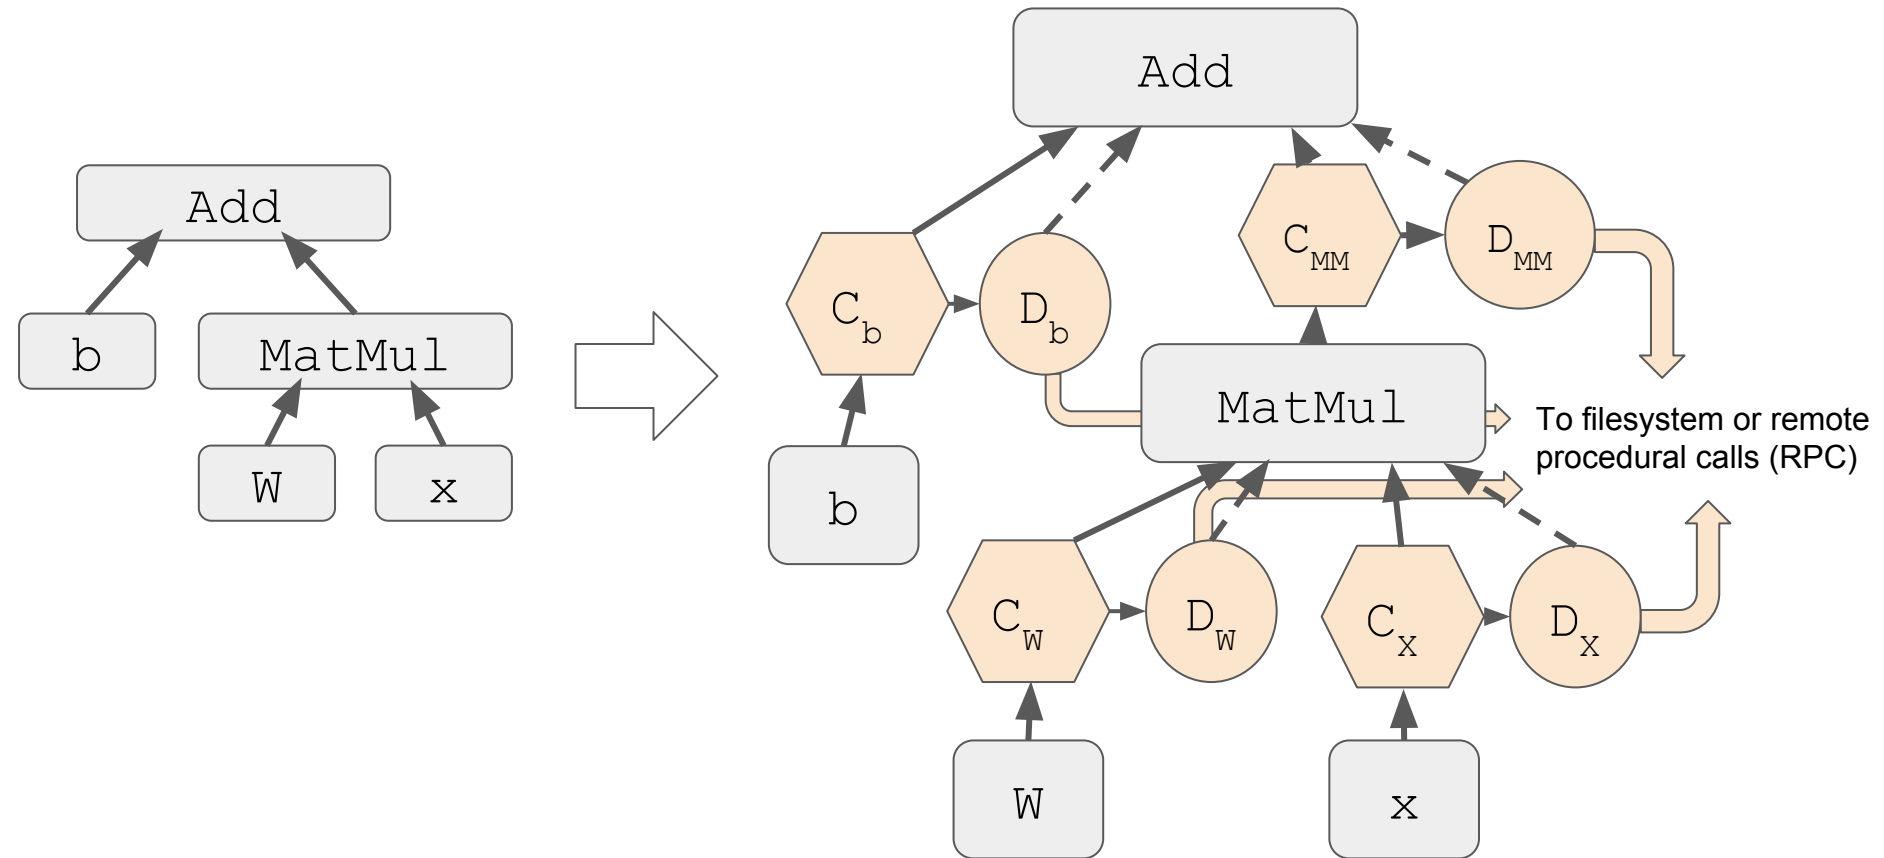 Add
b
MatMul
W
x
Add
C_MM
D_MM
C_b
D_b
MatMul
To filesystem or remote
procedural calls (RPC)
b
C_W
D_W
C_X
D_X
W
x